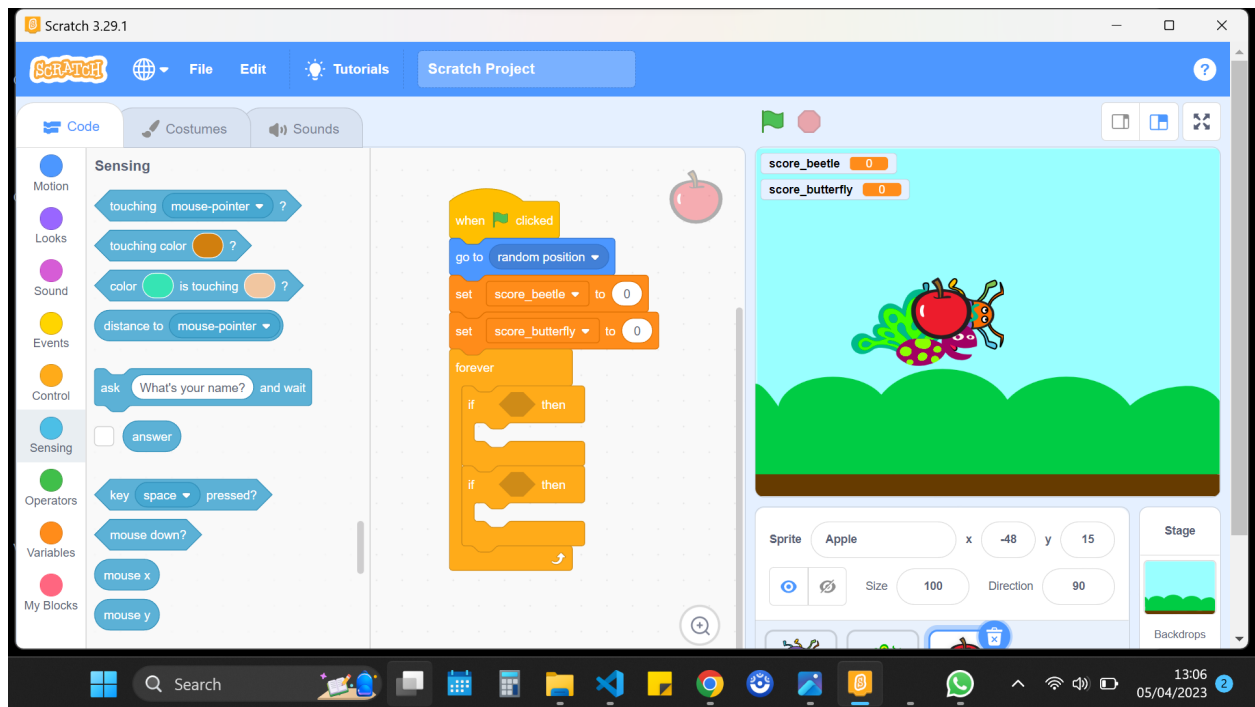 Scratch 3.29.1
SCRATCH File Edit Tutorials Scratch Project ?
Code Costumes Sounds
Motion
Looks
Sound
Events
Control
Sensing
Operators
Variables
My Blocks
Sensing
touching mouse-pointer ?
touching color ?
color is touching ?
distance to mouse-pointer
ask What's your name? and wait
answer
key space pressed?
mouse down?
mouse x
mouse y
when clicked
go to random position
set score_beetle to 0
set score_butterfly to 0
forever
if then
if then
score_beetle 0
score_butterfly 0
Sprite Apple x -48 y 15
Size 100 Direction 90
Stage
Backdrops
Search
13:06
05/04/2023 2